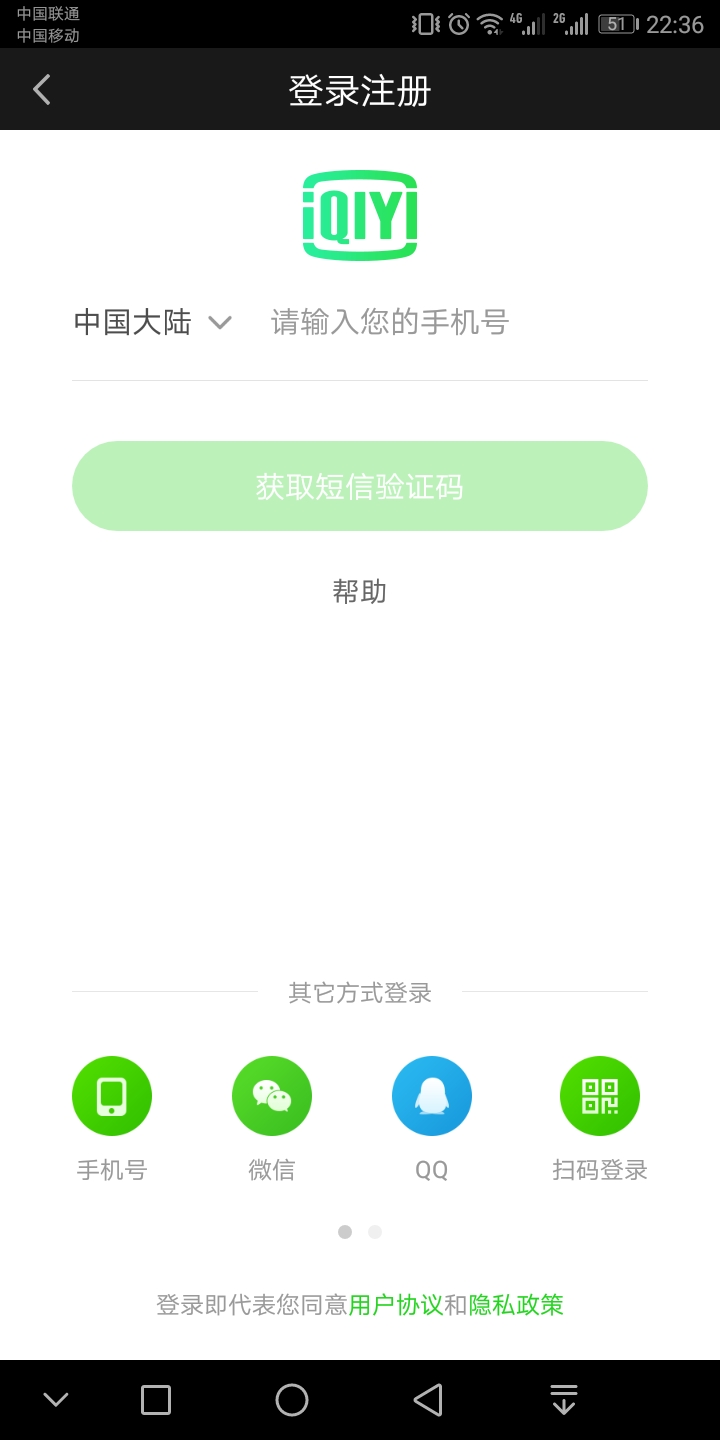 中国联通
中国移动
4G
2G
51
22:36
登录注册
iQIYI
中国大陆
请输入您的手机号
获取短信验证码
帮助
其它方式登录
手机号
微信
QQ
扫码登录
登录即代表您同意用户协议和隐私政策